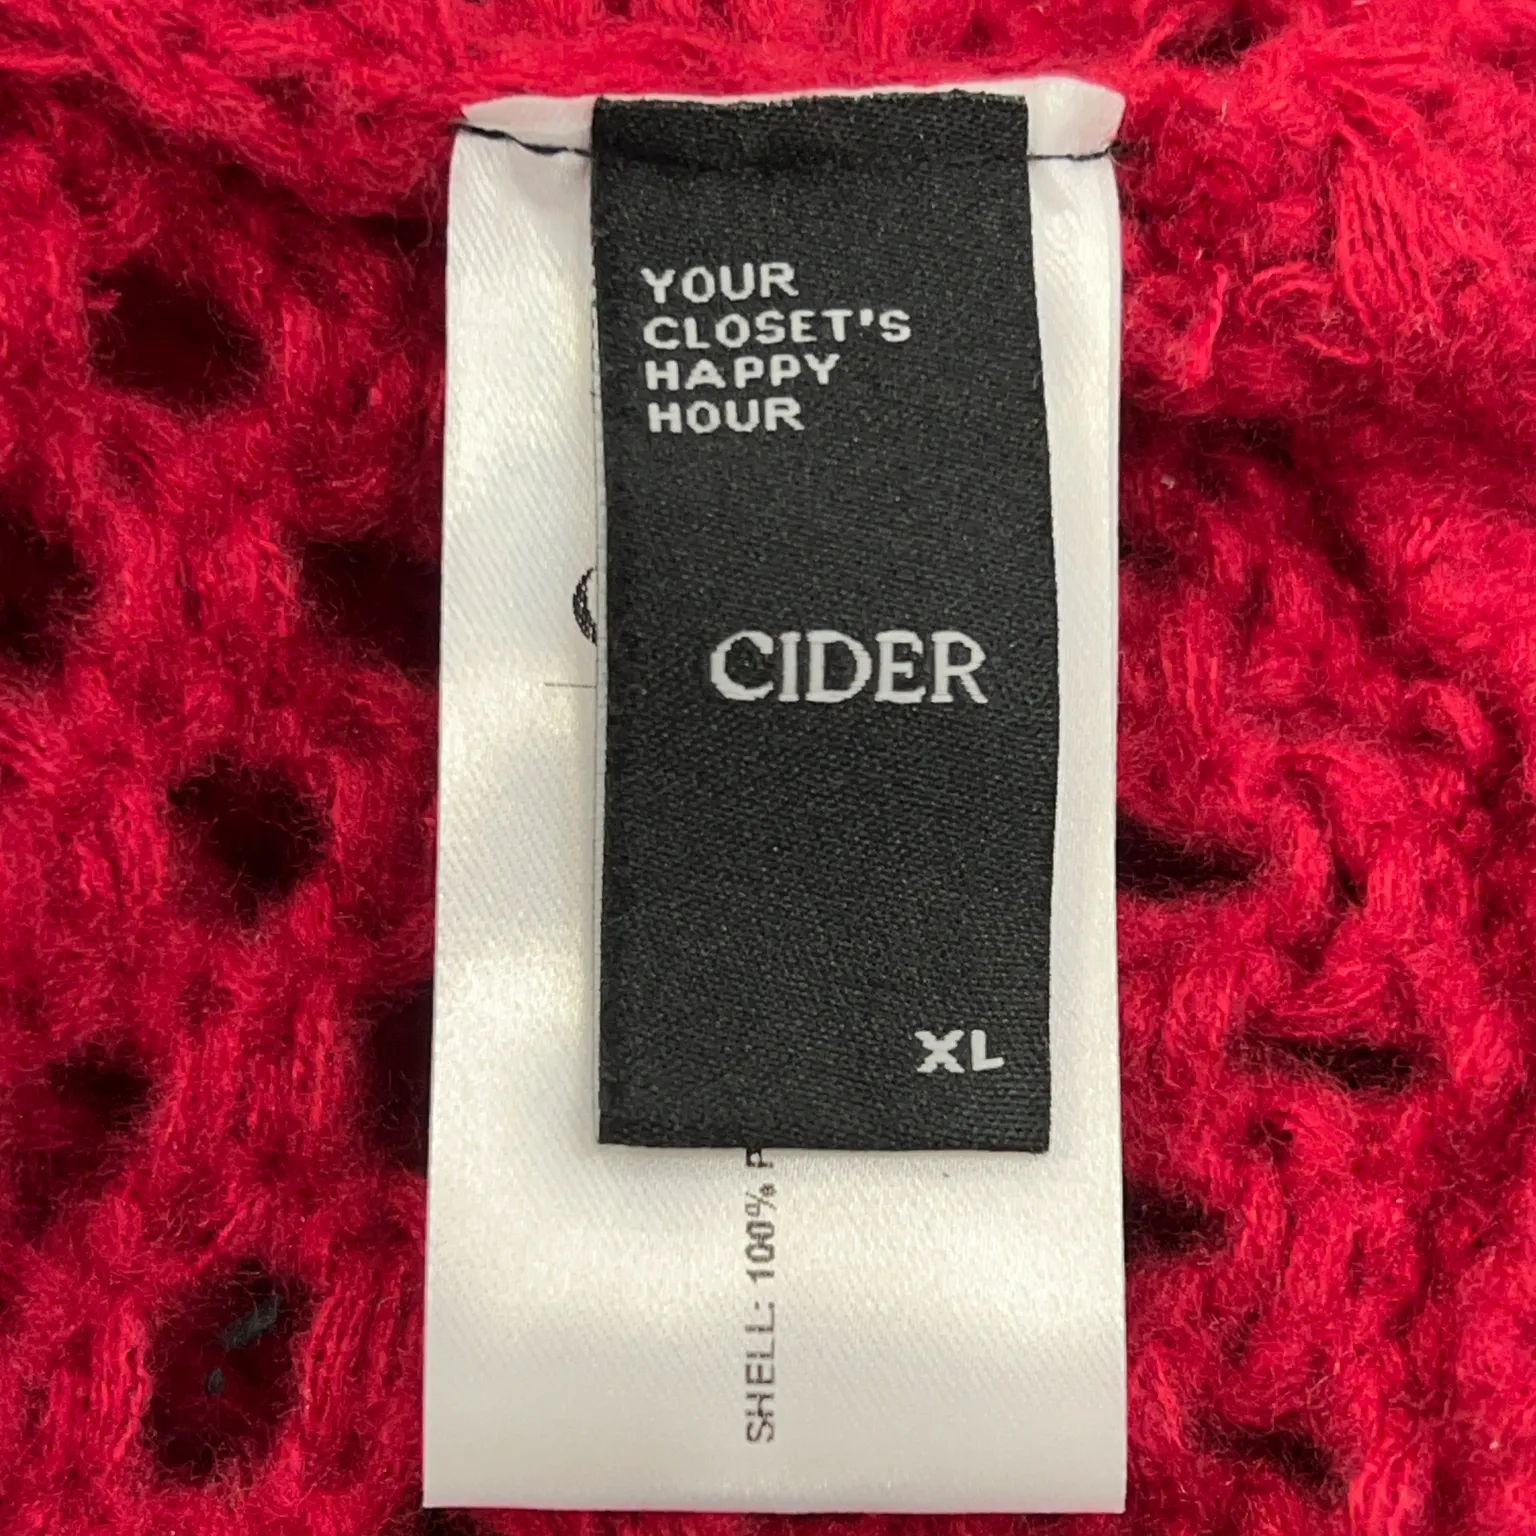 YOUR
CLOSET'S
HAPPY
HOUR
CIDER
XL
SHELL: 100%